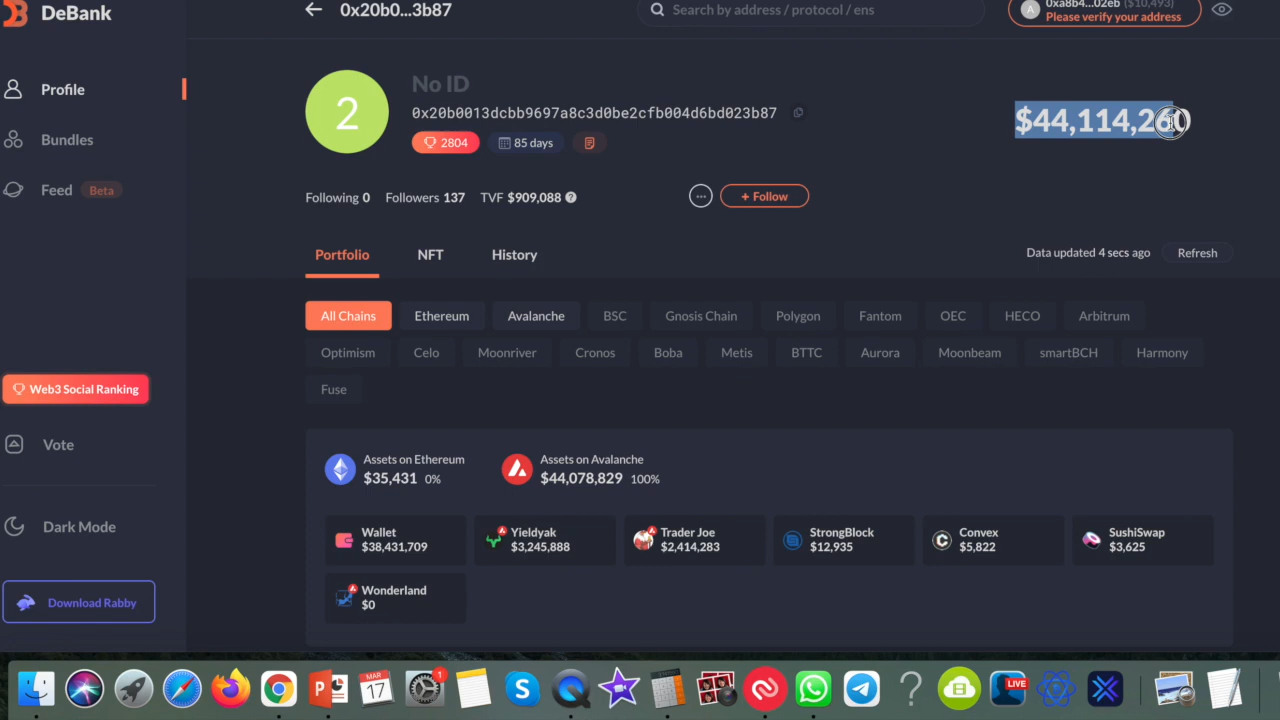 DeBank
0x20b0...3b87
Search by address / protocol / ens
A
0xa8b4...02eb ($10,493)
Please verify your address
Profile
Bundles
Feed Beta
Web3 Social Ranking
Vote
Dark Mode
Download Rabby
2
No ID
0x20b0013dcbb9697a8c3d0be2cfb004d6bd023b87
2804
85 days
$44,114,260
Following 0 Followers 137 TVF $909,088
+ Follow
Portfolio NFT History
Data updated 4 secs ago Refresh
All Chains Ethereum Avalanche BSC Gnosis Chain Polygon Fantom OEC HECO Arbitrum
Optimism Celo Moonriver Cronos Boba Metis BTTC Aurora Moonbeam smartBCH Harmony
Fuse
Assets on Ethereum
$35,431 0%
Assets on Avalanche
$44,078,829 100%
Wallet
$38,431,709
Yieldyak
$3,245,888
Trader Joe
$2,414,283
StrongBlock
$12,935
Convex
$5,822
SushiSwap
$3,625
Wonderland
$0
MAR
17
1
LIVE